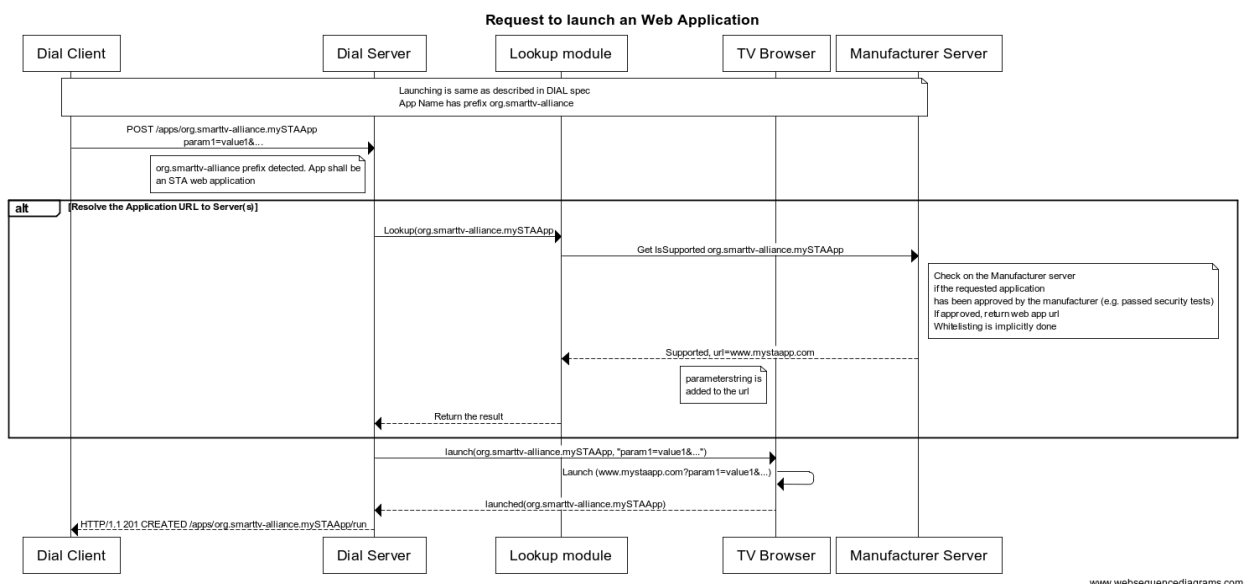 Request to launch an Web Application
Dial Client
Dial Server
Lookup module
TV Browser
Manufacturer Server
Launching is same as described in DIAL spec
App Name has prefix org.smarttv-alliance
POST /apps/org.smarttv-alliance.mySTAApp
param1=value1&...
org.smarttv-alliance prefix detected. App shall be
an STA web application
alt
[Resolve the Application URL to Server(s)]
Lookup(org.smarttv-alliance.mySTAApp
Get IsSupported org.smarttv-alliance.mySTAApp
Check on the Manufacturer server
if the requested application
has been approved by the manufacturer (e.g. passed security tests)
If approved, return web app url
Whitelisting is implicitly done
Supported, url=www.mystaapp.com
parameterstring is
added to the url
Return the result
launch(org.smarttv-alliance.mySTAApp, "param1=value1&...")
Launch (www.mystaapp.com?param1=value1&...)
launched(org.smarttv-alliance.mySTAApp)
HTTP/1.1 201 CREATED /apps/org.smarttv-alliance.mySTAApp/run
Dial Client
Dial Server
Lookup module
TV Browser
Manufacturer Server
www.websequencediagrams.com